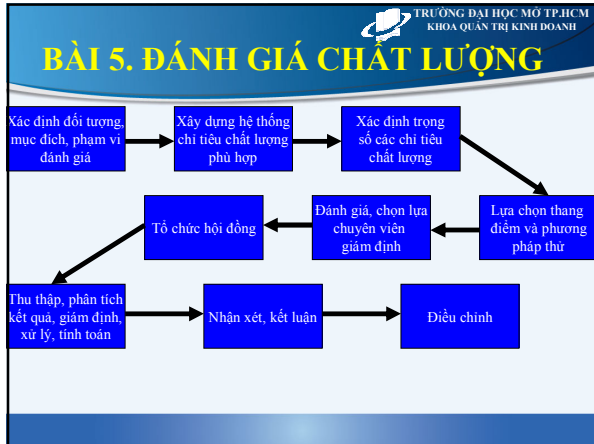 TRƯỜNG ĐẠI HỌC MỞ TP.HCM
KHOA QUẢN TRỊ KINH DOANH
BÀI 5. ĐÁNH GIÁ CHẤT LƯỢNG
Xác định đối tượng,
mục đích, phạm vi
đánh giá
Xây dựng hệ thống
chỉ tiêu chất lượng
phù hợp
Xác định trọng
số các chỉ tiêu
chất lượng
Lựa chọn thang
điểm và phương
pháp thử
Đánh giá, chọn lựa
chuyên viên
giám định
Tổ chức hội đồng
Thu thập, phân tích
kết quả, giám định,
xử lý, tính toán
Nhận xét, kết luận
Điều chỉnh